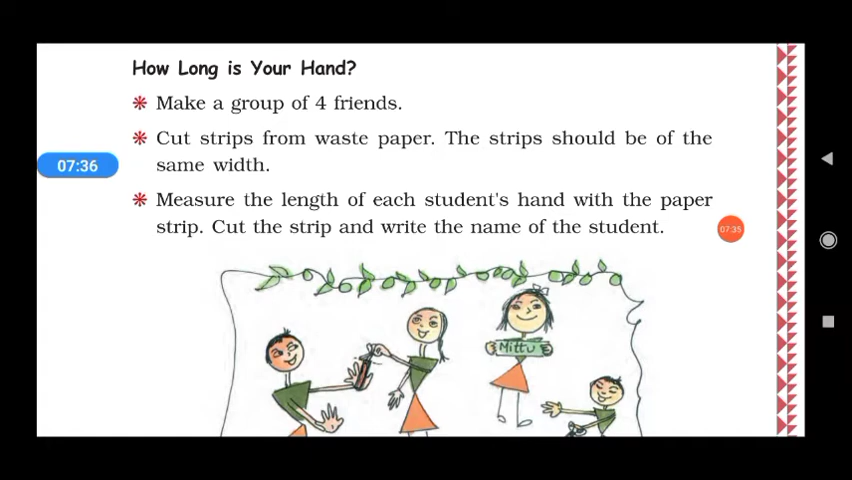 How Long is Your Hand?
Make a group of 4 friends.
Cut strips from waste paper. The strips should be of the
same width.
07:36
Measure the length of each student's hand with the paper
strip. Cut the strip and write the name of the student.
07:35
Mittu